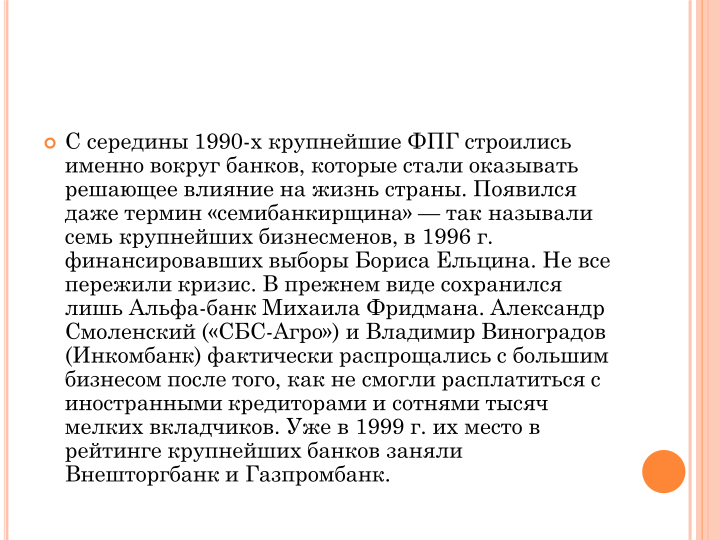 С середины 1990-х крупнейшие ФПГ строились
именно вокруг банков, которые стали оказывать
решающее влияние на жизнь страны. Появился
даже термин «семибанкирщина» — так называли
семь крупнейших бизнесменов, в 1996 г.
финансировавших выборы Бориса Ельцина. Не все
пережили кризис. В прежнем виде сохранился
лишь Альфа-банк Михаила Фридмана. Александр
Смоленский («СБС-Агро») и Владимир Виноградов
(Инкомбанк) фактически распрощались с большим
бизнесом после того, как не смогли расплатиться с
иностранными кредиторами и сотнями тысяч
мелких вкладчиков. Уже в 1999 г. их место в
рейтинге крупнейших банков заняли
Внешторгбанк и Газпромбанк.